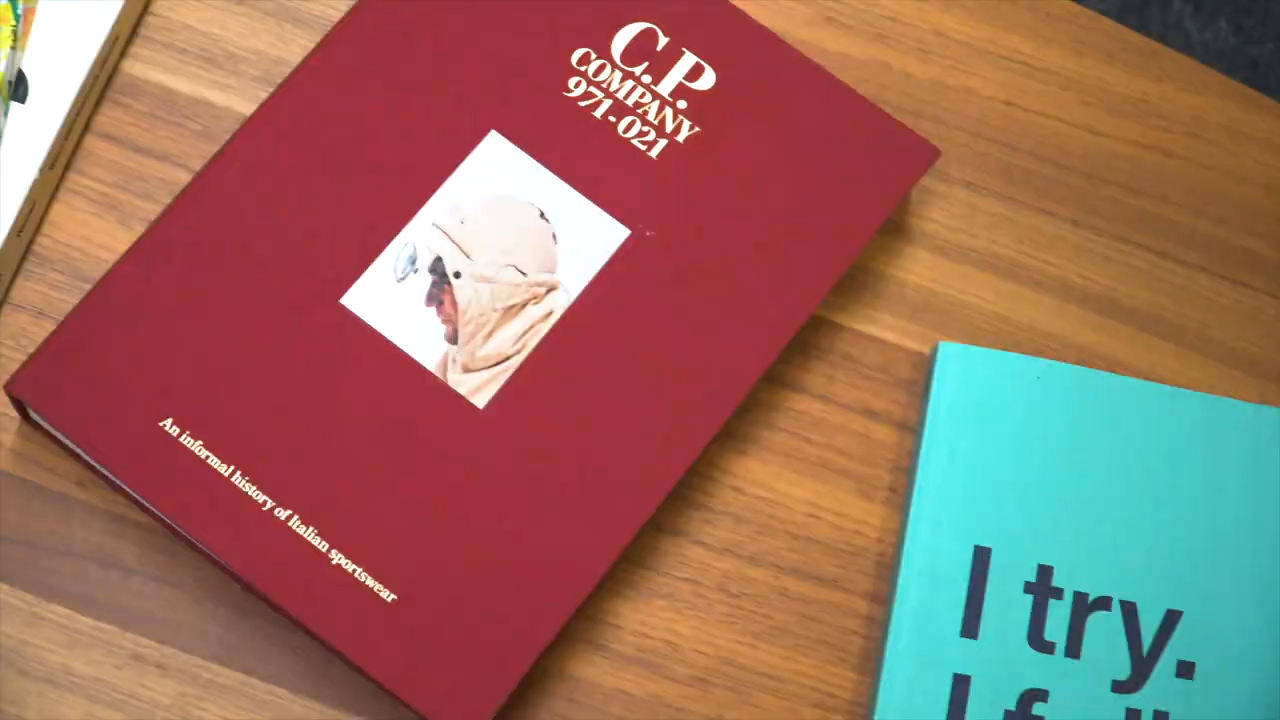 C.P.
COMPANY
971-021
An informal history of Italian sportswear
I try.